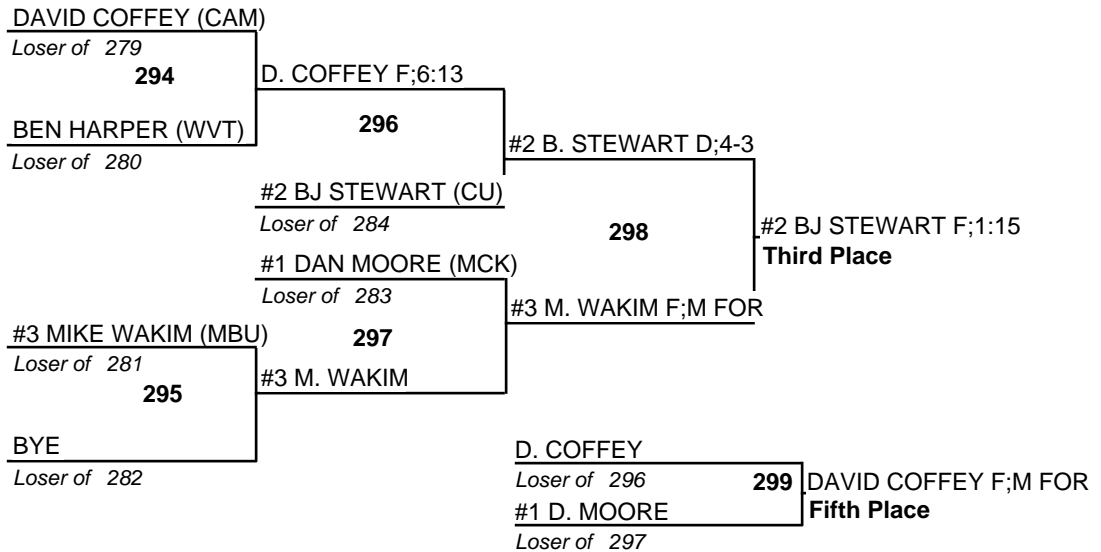 DAVID COFFEY (CAM)
Loser of 279
294
D. COFFEY F;6:13
BEN HARPER (WVT)
Loser of 280
296
#2 B. STEWART D;4-3
#2 BJ STEWART (CU)
Loser of 284
298
#2 BJ STEWART F;1:15
Third Place
#1 DAN MOORE (MCK)
Loser of 283
#3 M. WAKIM F;M FOR
#3 MIKE WAKIM (MBU)
Loser of 281
297
295
#3 M. WAKIM
BYE
Loser of 282
D. COFFEY
Loser of 296
299
DAVID COFFEY F;M FOR
Fifth Place
#1 D. MOORE
Loser of 297